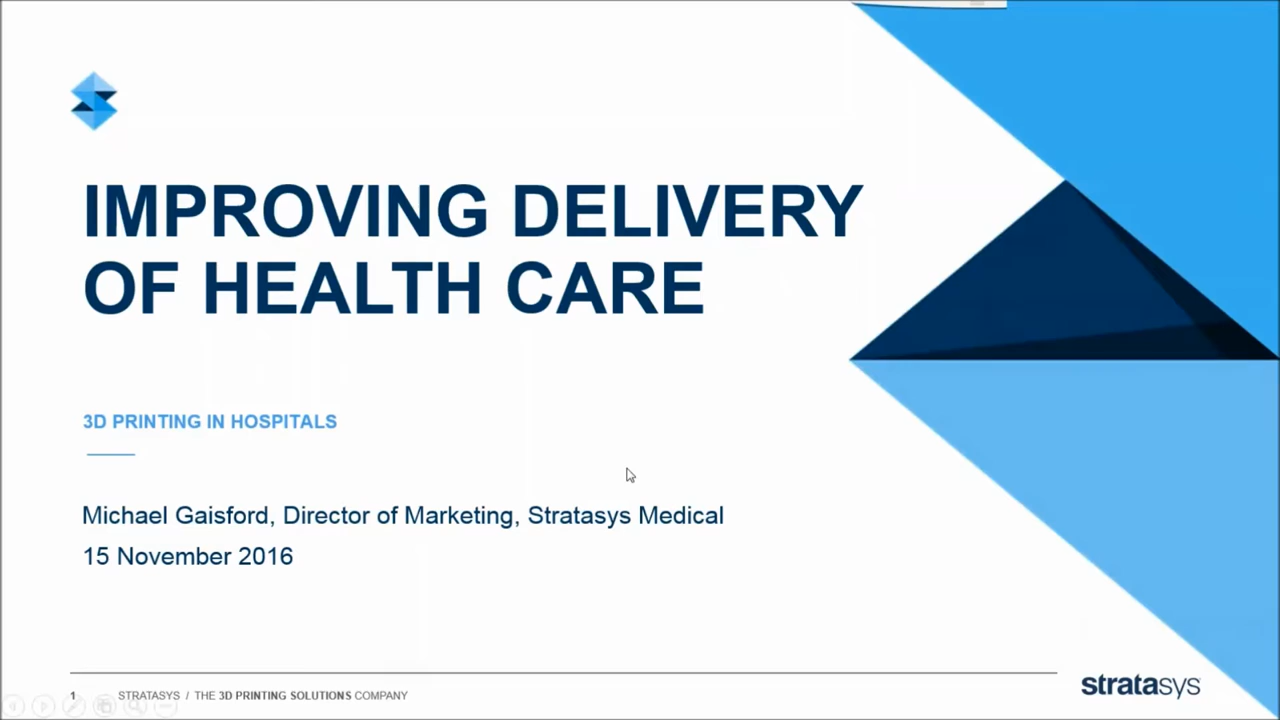 IMPROVING DELIVERY
OF HEALTH CARE
3D PRINTING IN HOSPITALS
Michael Gaisford, Director of Marketing, Stratasys Medical
15 November 2016
1 STRATASYS / THE 3D PRINTING SOLUTIONS COMPANY
stratasys